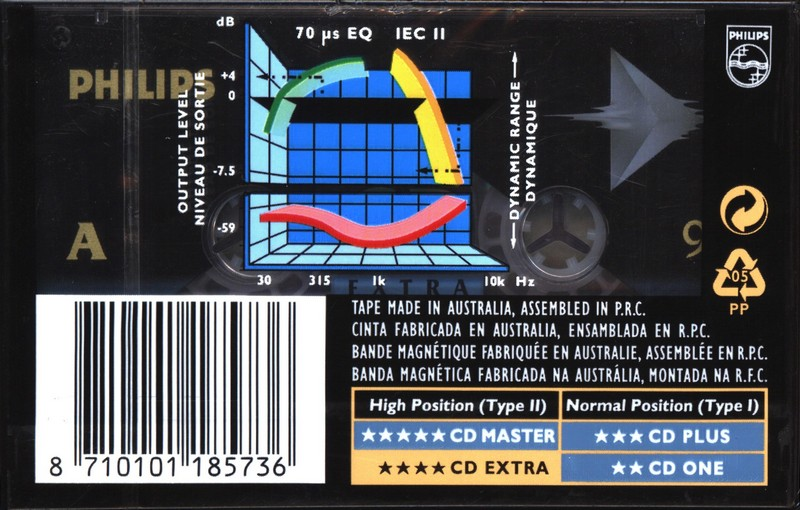 dB
70 µs EQ IEC II
PHILIPS
PHILIPS
+4
0
-7.5
-59
OUTPUT LEVEL
NIVEAU DE SORTIE
DYNAMIC RANGE
DYNAMIQUE
A
9
30 315 1k 10k Hz
EXTRA
05
PP
TAPE MADE IN AUSTRALIA, ASSEMBLED IN P.R.C.
CINTA FABRICADA EN AUSTRALIA, ENSAMBLADA EN R.P.C.
BANDE MAGNÉTIQUE FABRIQUÉE EN AUSTRALIE, ASSEMBLÉE EN R.P.C.
BANDA MAGNÉTICA FABRICADA NA AUSTRÁLIA, MONTADA NA R.F.C.
High Position (Type II) Normal Position (Type I)
★★★★★ CD MASTER ★★★ CD PLUS
★★★★ CD EXTRA ★★ CD ONE
8 710101 185736